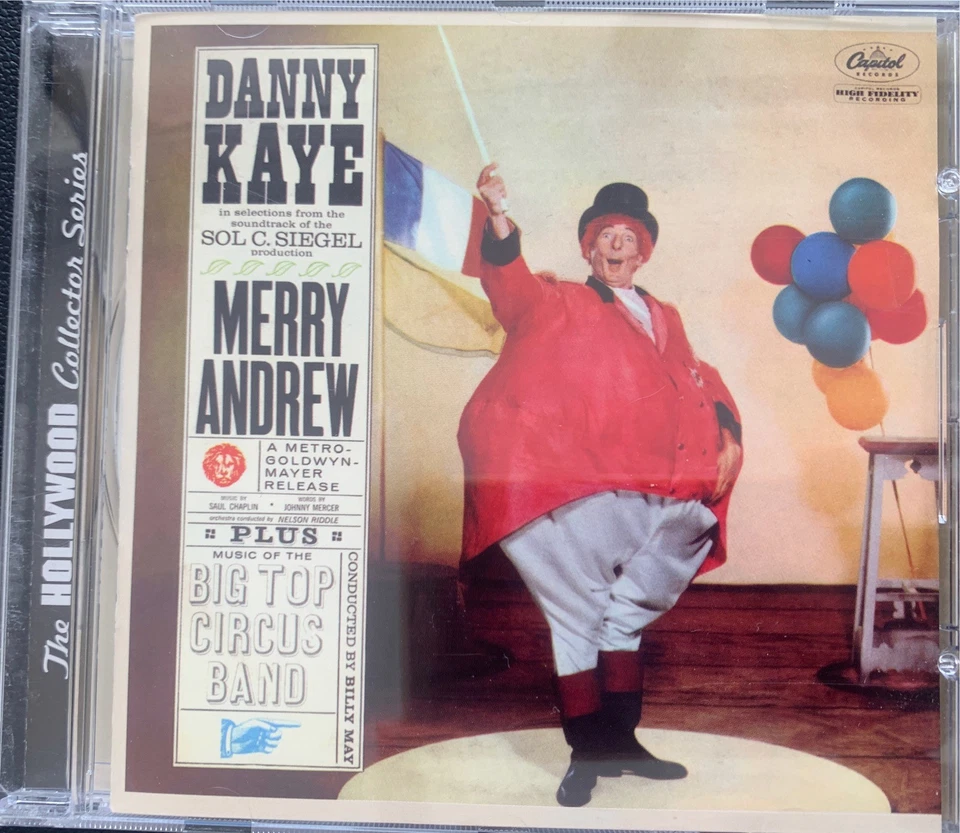 The HOLLYWOOD Collector Series
DANNY
KAYE
in selections from the
soundtrack of the
SOL C. SIEGEL
production
MERRY
ANDREW
A METRO-
GOLDWYN-
MAYER
RELEASE
MUSIC BY
SAUL CHAPLIN
WORDS BY
JOHNNY MERCER
orchestra conducted by NELSON RIDDLE
PLUS
MUSIC OF THE
BIG TOP
CIRCUS
BAND
CONDUCTED BY BILLY MAY
Capitol
RECORDS
CAPITOL RECORDS
HIGH FIDELITY
RECORDING